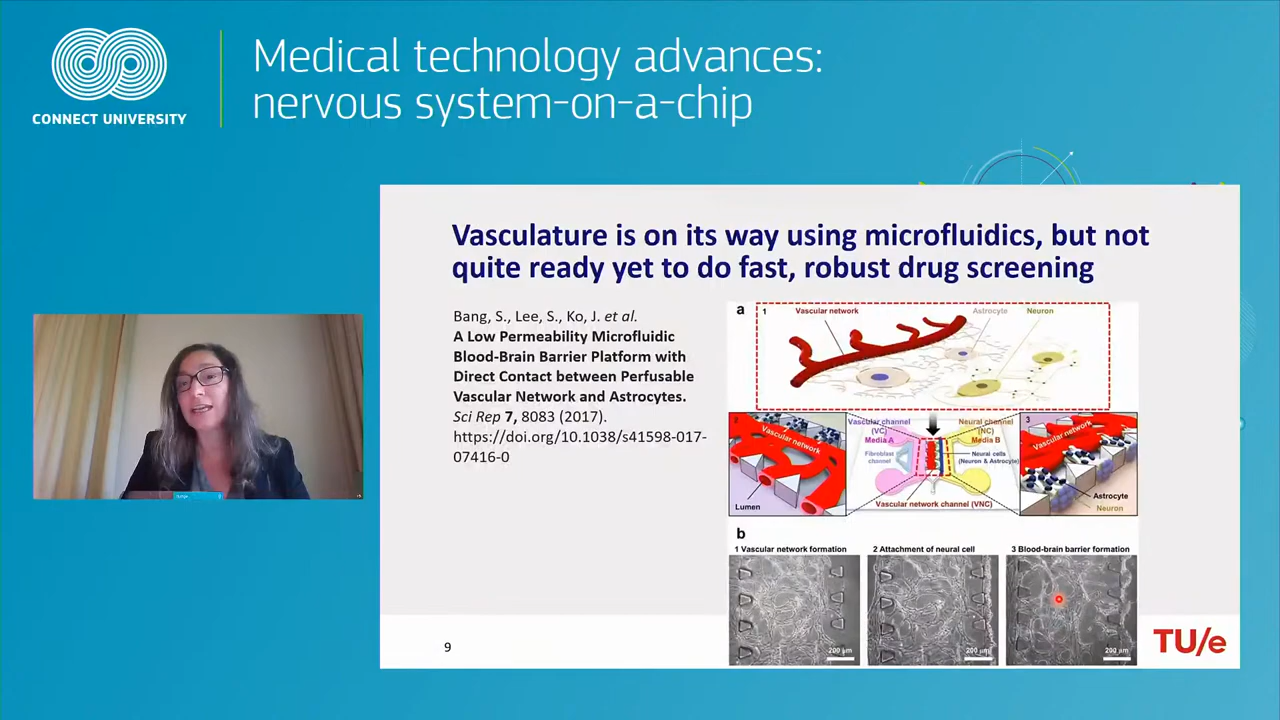 Medical technology advances:
nervous system-on-a-chip
CONNECT UNIVERSITY
Vasculature is on its way using microfluidics, but not
quite ready yet to do fast, robust drug screening
Bang, S., Lee, S., Ko, J. et al.
A Low Permeability Microfluidic
Blood-Brain Barrier Platform with
Direct Contact between Perfusable
Vascular Network and Astrocytes.
Sci Rep 7, 8083 (2017).
https://doi.org/10.1038/s41598-017-
07416-0
a
1
Vascular network
Astrocyte
Neuron
2
Vascular network
Lumen
Vascular channel
(VC)
Media A
Fibroblast
channel
Neural channel
(NC)
Media B
Neural cells
(Neuron & Astrocyte)
Vascular network channel (VNC)
3
Vascular network
Astrocyte
Neuron
b
1 Vascular network formation
2 Attachment of neural cell
3 Blood-brain barrier formation
200 μm
200 μm
200 μm
9
TU/e